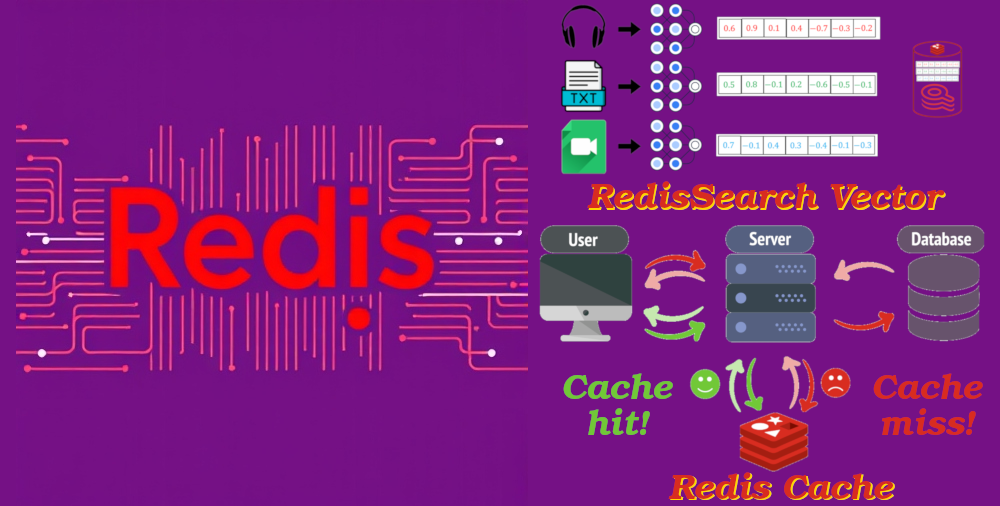 Redis
0.6 0.9 0.1 0.4 −0.7 −0.3 −0.2
TXT
0.5 0.8 −0.1 0.2 −0.6 −0.5 −0.1
0.7 −0.1 0.4 0.3 −0.4 −0.1 −0.3
RedisSearch Vector
User
Server
Database
Cache
hit!
Cache
miss!
Redis Cache